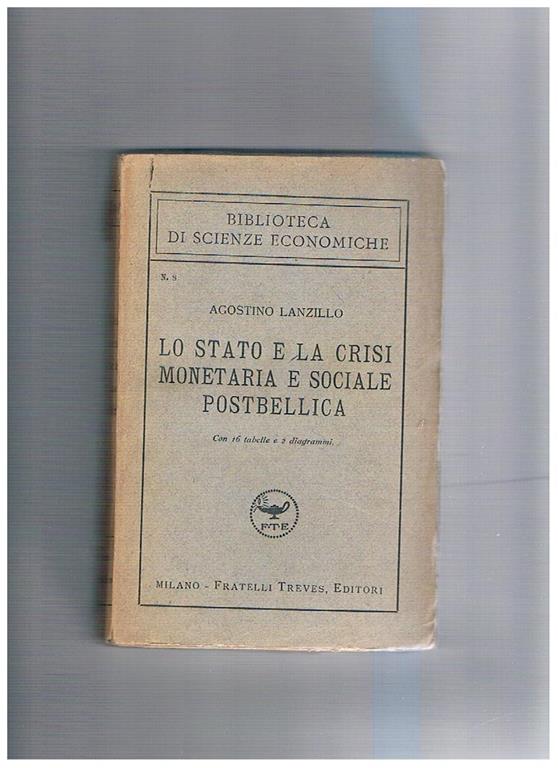 BIBLIOTECA
DI SCIENZE ECONOMICHE
N. 8
AGOSTINO LANZILLO
LO STATO E LA CRISI
MONETARIA E SOCIALE
POSTBELLICA
Con 16 tabelle e 2 diagrammi.
F·T·E
MILANO - FRATELLI TREVES, EDITORI